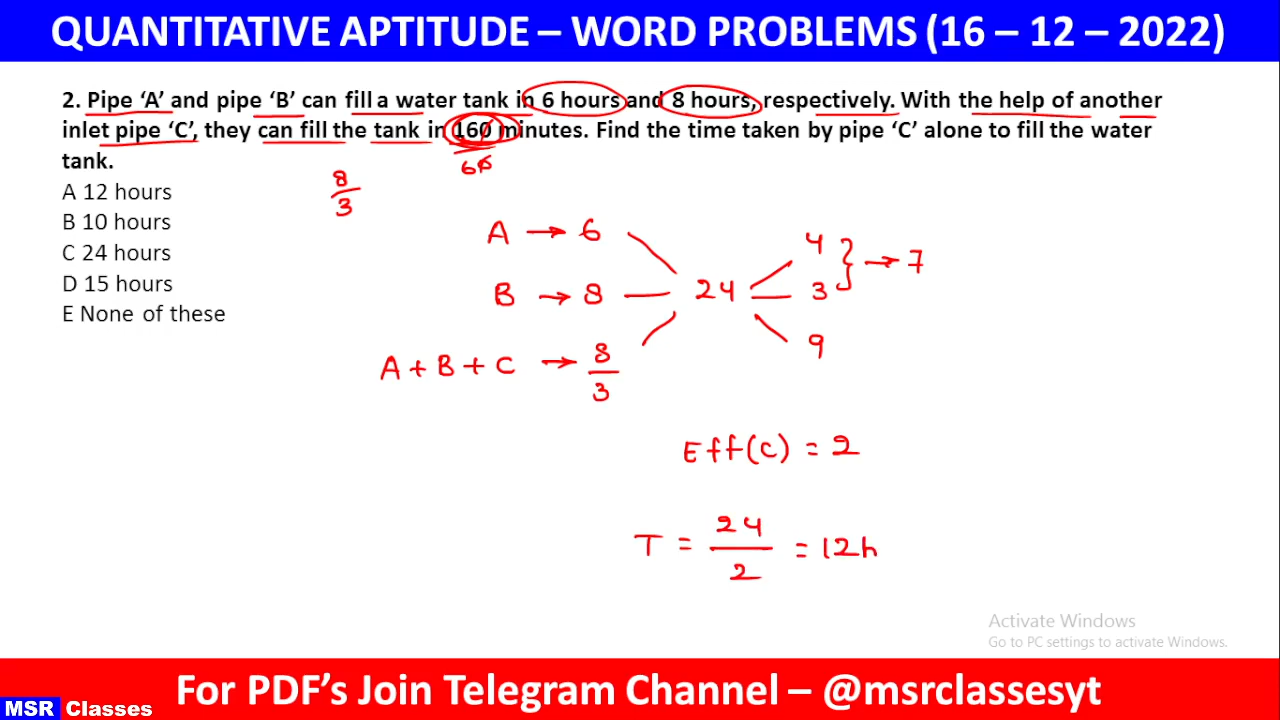 QUANTITATIVE APTITUDE – WORD PROBLEMS (16 – 12 – 2022)
2. Pipe ‘A’ and pipe ‘B’ can fill a water tank in 6 hours and 8 hours, respectively. With the help of another
inlet pipe ‘C’, they can fill the tank in 160 minutes. Find the time taken by pipe ‘C’ alone to fill the water
tank.
60
A 12 hours
B 10 hours
C 24 hours
D 15 hours
E None of these
8
3
A → 6
B → 8
A + B + C → 8
3
24
4
3
9
→ 7
Eff(C) = 2
T = 24
2
= 12h
Activate Windows
Go to PC settings to activate Windows.
For PDF’s Join Telegram Channel – @msrclassesyt
MSR Classes